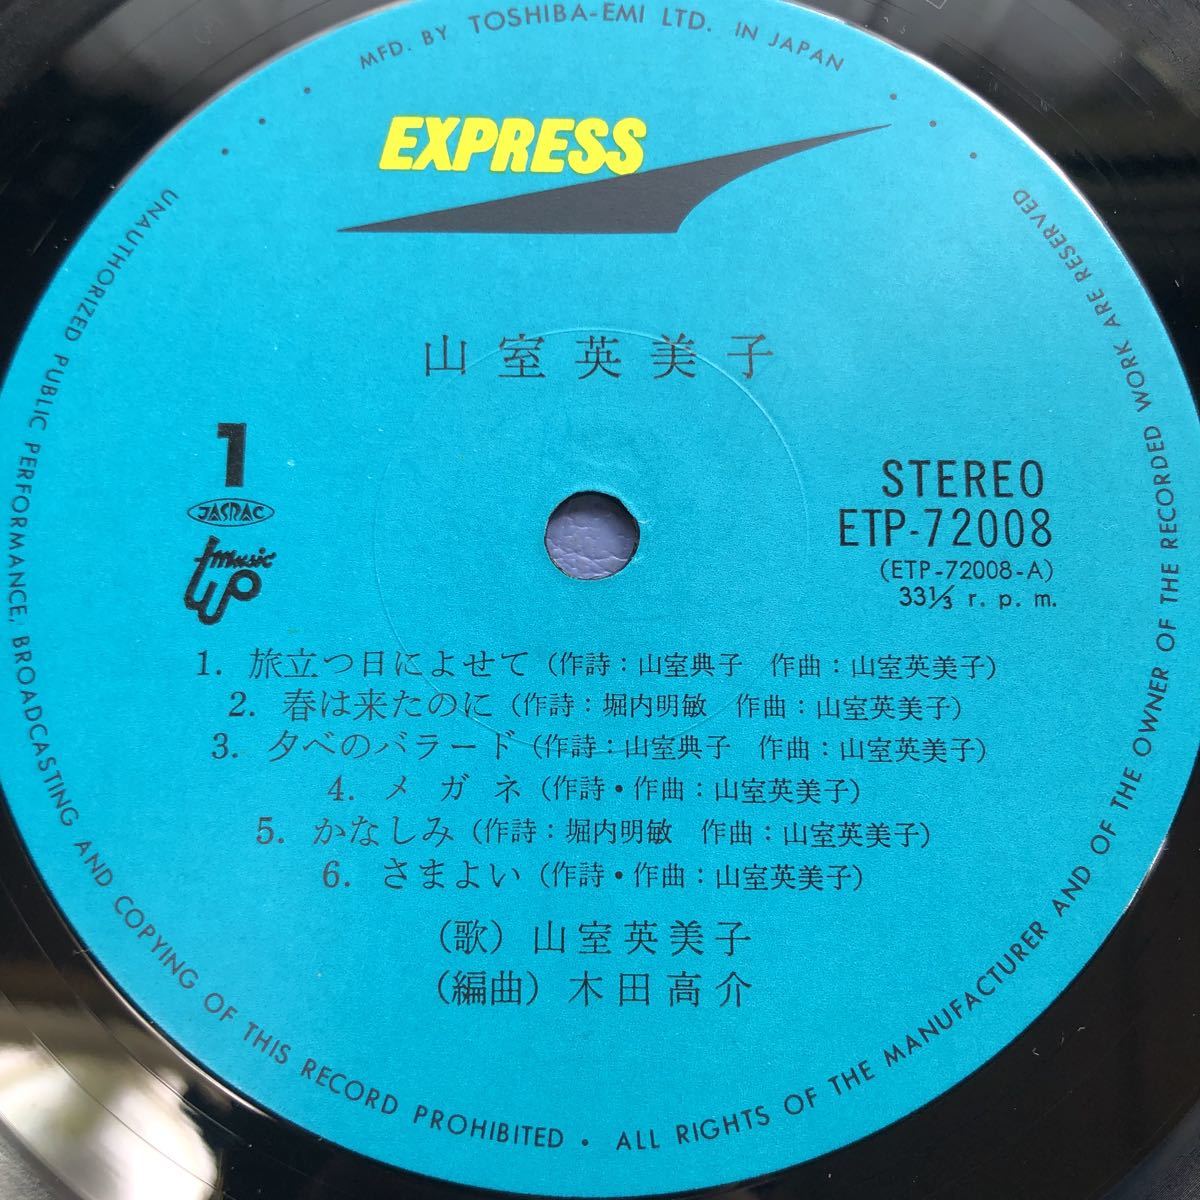 MFD. BY TOSHIBA-EMI LTD. IN JAPAN
EXPRESS
山室英美子
1
JASRAC
music up
STEREO
ETP-72008
(ETP-72008-A)
33⅓ r. p. m.
1. 旅立つ日によせて (作詩：山室典子 作曲：山室英美子)
2. 春は来たのに (作詩：堀内明敏 作曲：山室英美子)
3. 夕べのバラード (作詩：山室典子 作曲：山室英美子)
4. メガネ (作詩・作曲：山室英美子)
5. かなしみ (作詩：堀内明敏 作曲：山室英美子)
6. さまよい (作詩・作曲：山室英美子)
(歌) 山室英美子
(編曲) 木田高介
UNAUTHORIZED PUBLIC PERFORMANCE, BROADCASTING AND COPYING OF THIS RECORD PROHIBITED • ALL RIGHTS OF THE MANUFACTURER AND OF THE OWNER OF THE RECORDED WORK ARE RESERVED